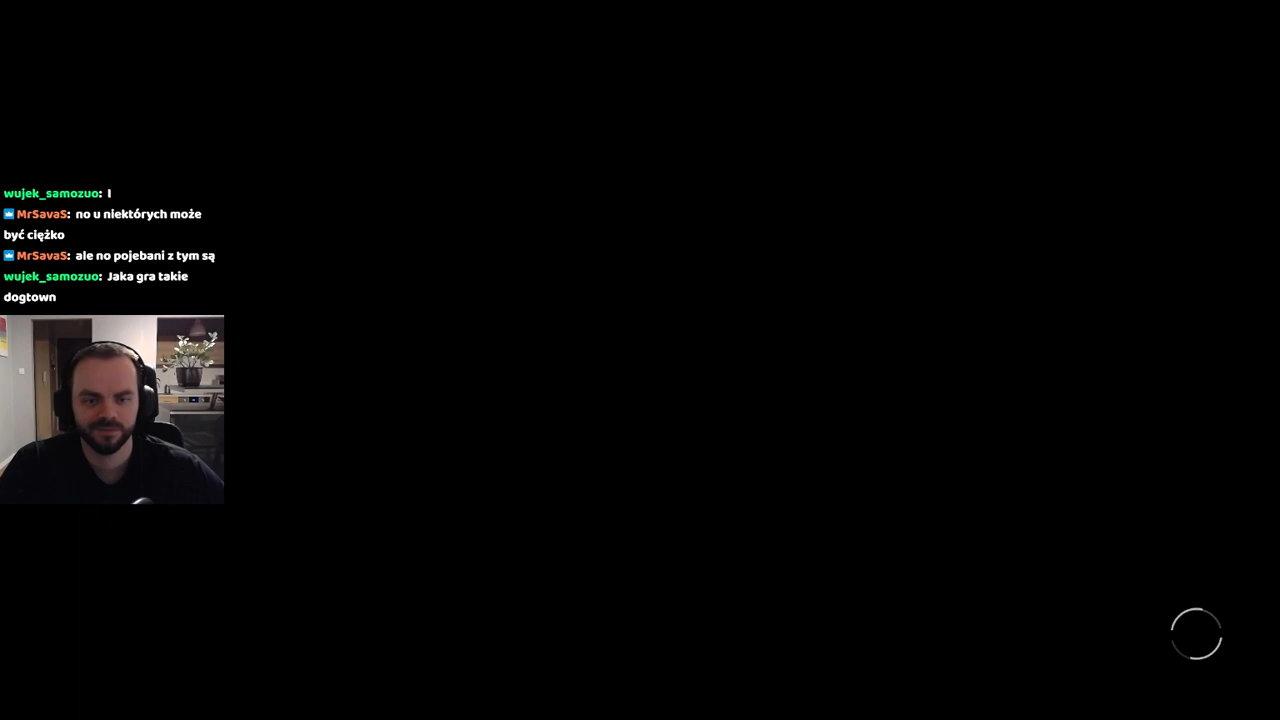 wujek_samozuo: I
MrSavaS: no u niektórych może
być ciężko
MrSavaS: ale no pojebani z tym są
wujek_samozuo: Jaka gra takie
dogtown